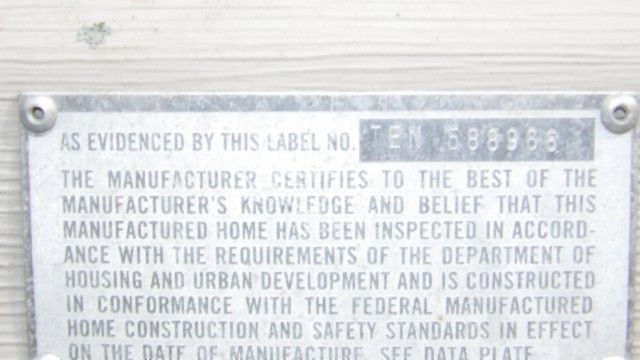 AS EVIDENCED BY THIS LABEL NO. TEN 588966
THE MANUFACTURER CERTIFIES TO THE BEST OF THE
MANUFACTURER'S KNOWLEDGE AND BELIEF THAT THIS
MANUFACTURED HOME HAS BEEN INSPECTED IN ACCORD-
ANCE WITH THE REQUIREMENTS OF THE DEPARTMENT OF
HOUSING AND URBAN DEVELOPMENT AND IS CONSTRUCTED
IN CONFORMANCE WITH THE FEDERAL MANUFACTURED
HOME CONSTRUCTION AND SAFETY STANDARDS IN EFFECT
ON THE DATE OF MANUFACTURE. SEE DATA PLATE